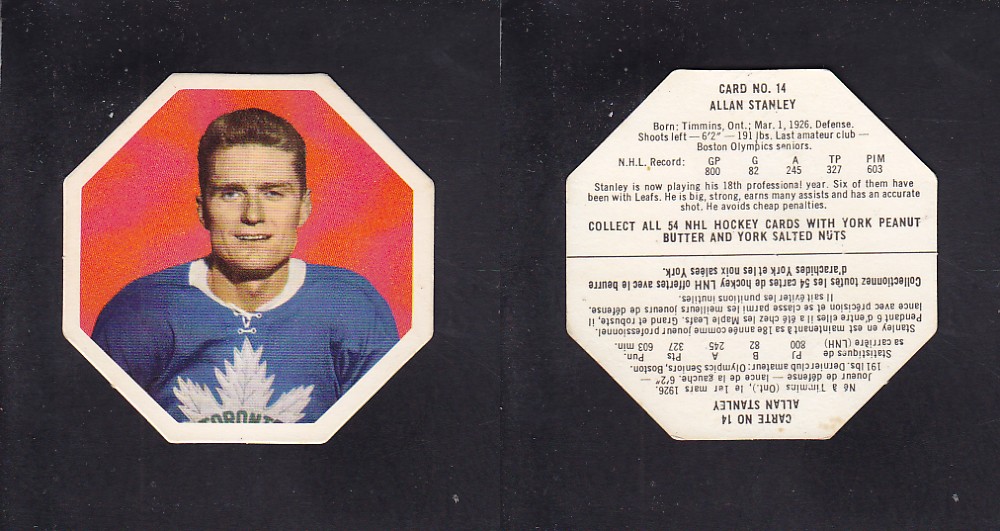 TORONTO
CARD NO. 14
ALLAN STANLEY
Born: Timmins, Ont.; Mar. 1, 1926. Defense.
Shoots left — 6'2" — 191 lbs. Last amateur club —
Boston Olympics seniors.
N.H.L. Record: GP G A TP PIM
800 82 245 327 603
Stanley is now playing his 18th professional year. Six of them have
been with Leafs. He is big, strong, earns many assists and has an accurate
shot. He avoids cheap penalties.
COLLECT ALL 54 NHL HOCKEY CARDS WITH YORK PEANUT
BUTTER AND YORK SALTED NUTS
CARTE NO 14
ALLAN STANLEY
Né à Timmins (Ont.), le 1er mars 1926
Joueur de défense — lance de la gauche. 6'2"
191 lbs. Dernier club amateur: Olympics Seniors, Boston.
Statistiques de PJ B A Pts Pun.
sa carrière (LNH) 800 82 245 327 603 min.
Stanley en est maintenant à sa 18e année comme joueur professionnel.
Pendant 6 d'entre elles il a été chez les Maple Leafs. Grand et robuste, il
lance avec précision et se classe parmi les meilleurs joueurs de défense.
Il sait éviter les punitions inutiles.
Collectionnez toutes les 54 cartes de hockey LNH offertes avec le beurre
d'arachides York et les noix salées York.